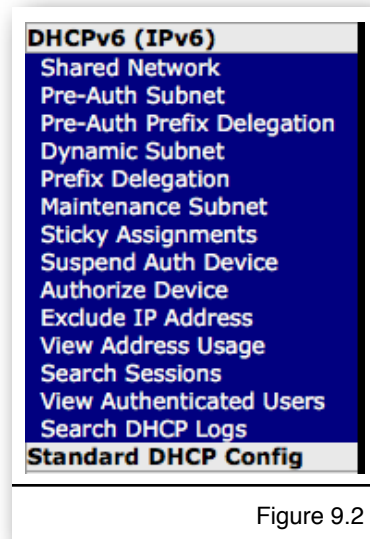 DHCPv6 (IPv6)
Shared Network
Pre-Auth Subnet
Pre-Auth Prefix Delegation
Dynamic Subnet
Prefix Delegation
Maintenance Subnet
Sticky Assignments
Suspend Auth Device
Authorize Device
Exclude IP Address
View Address Usage
Search Sessions
View Authenticated Users
Search DHCP Logs
Standard DHCP Config
Figure 9.2